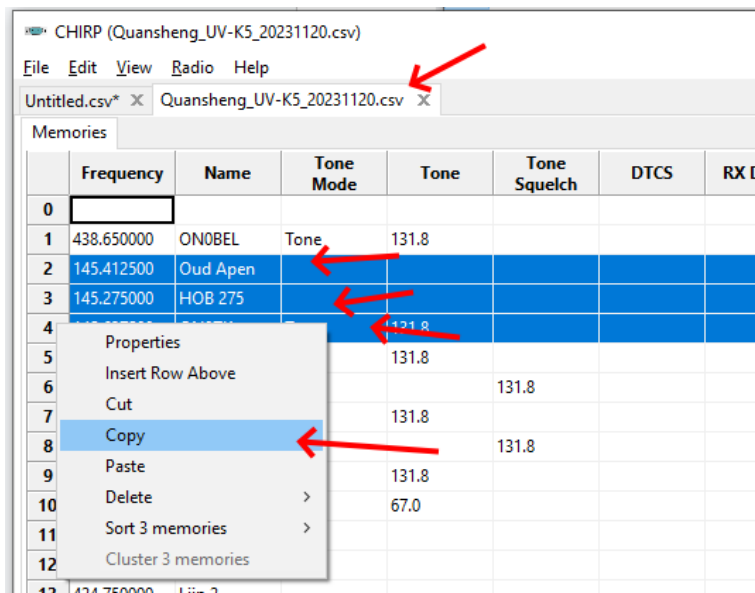 CHIRP (Quansheng_UV-K5_20231120.csv)
File Edit View Radio Help
Untitled.csv* X Quansheng_UV-K5_20231120.csv X
Memories
Frequency Name Tone Mode Tone Tone Squelch DTCS RX
0
1 438.650000 ON0BEL Tone 131.8
2 145.412500 Oud Apen
3 145.275000 HOB 275
4 131.8
Properties
5 131.8
Insert Row Above
6 131.8
Cut
7 131.8
Copy
8 131.8
Paste
9 131.8
Delete >
10 67.0
Sort 3 memories >
11
Cluster 3 memories
12